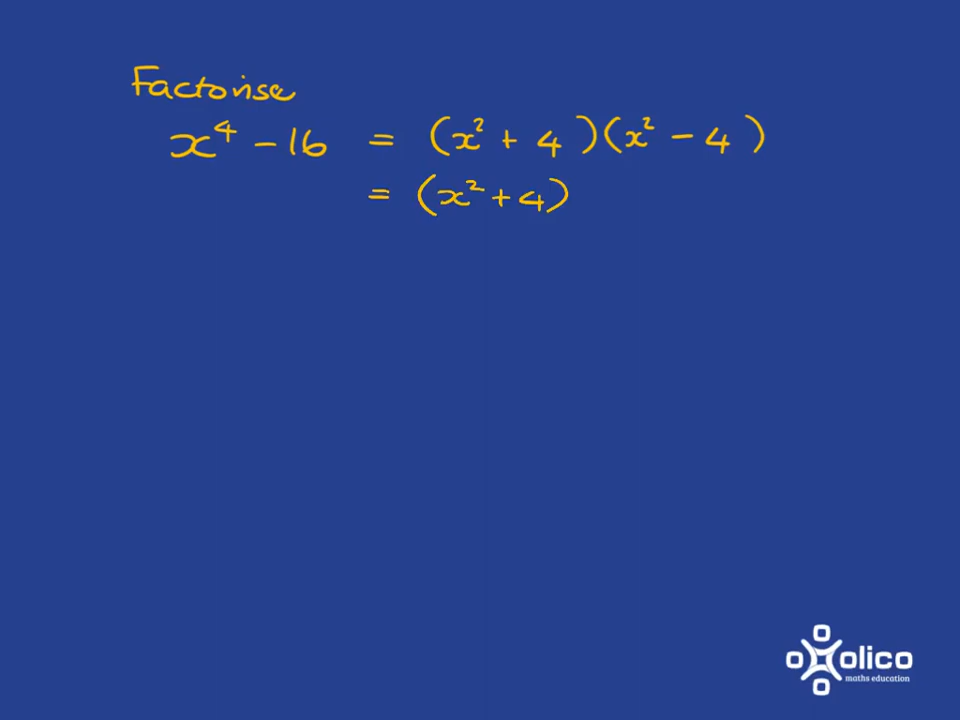 Factorise
x⁴ - 16 = (x² + 4)(x² - 4)
= (x² + 4)
olico
maths education